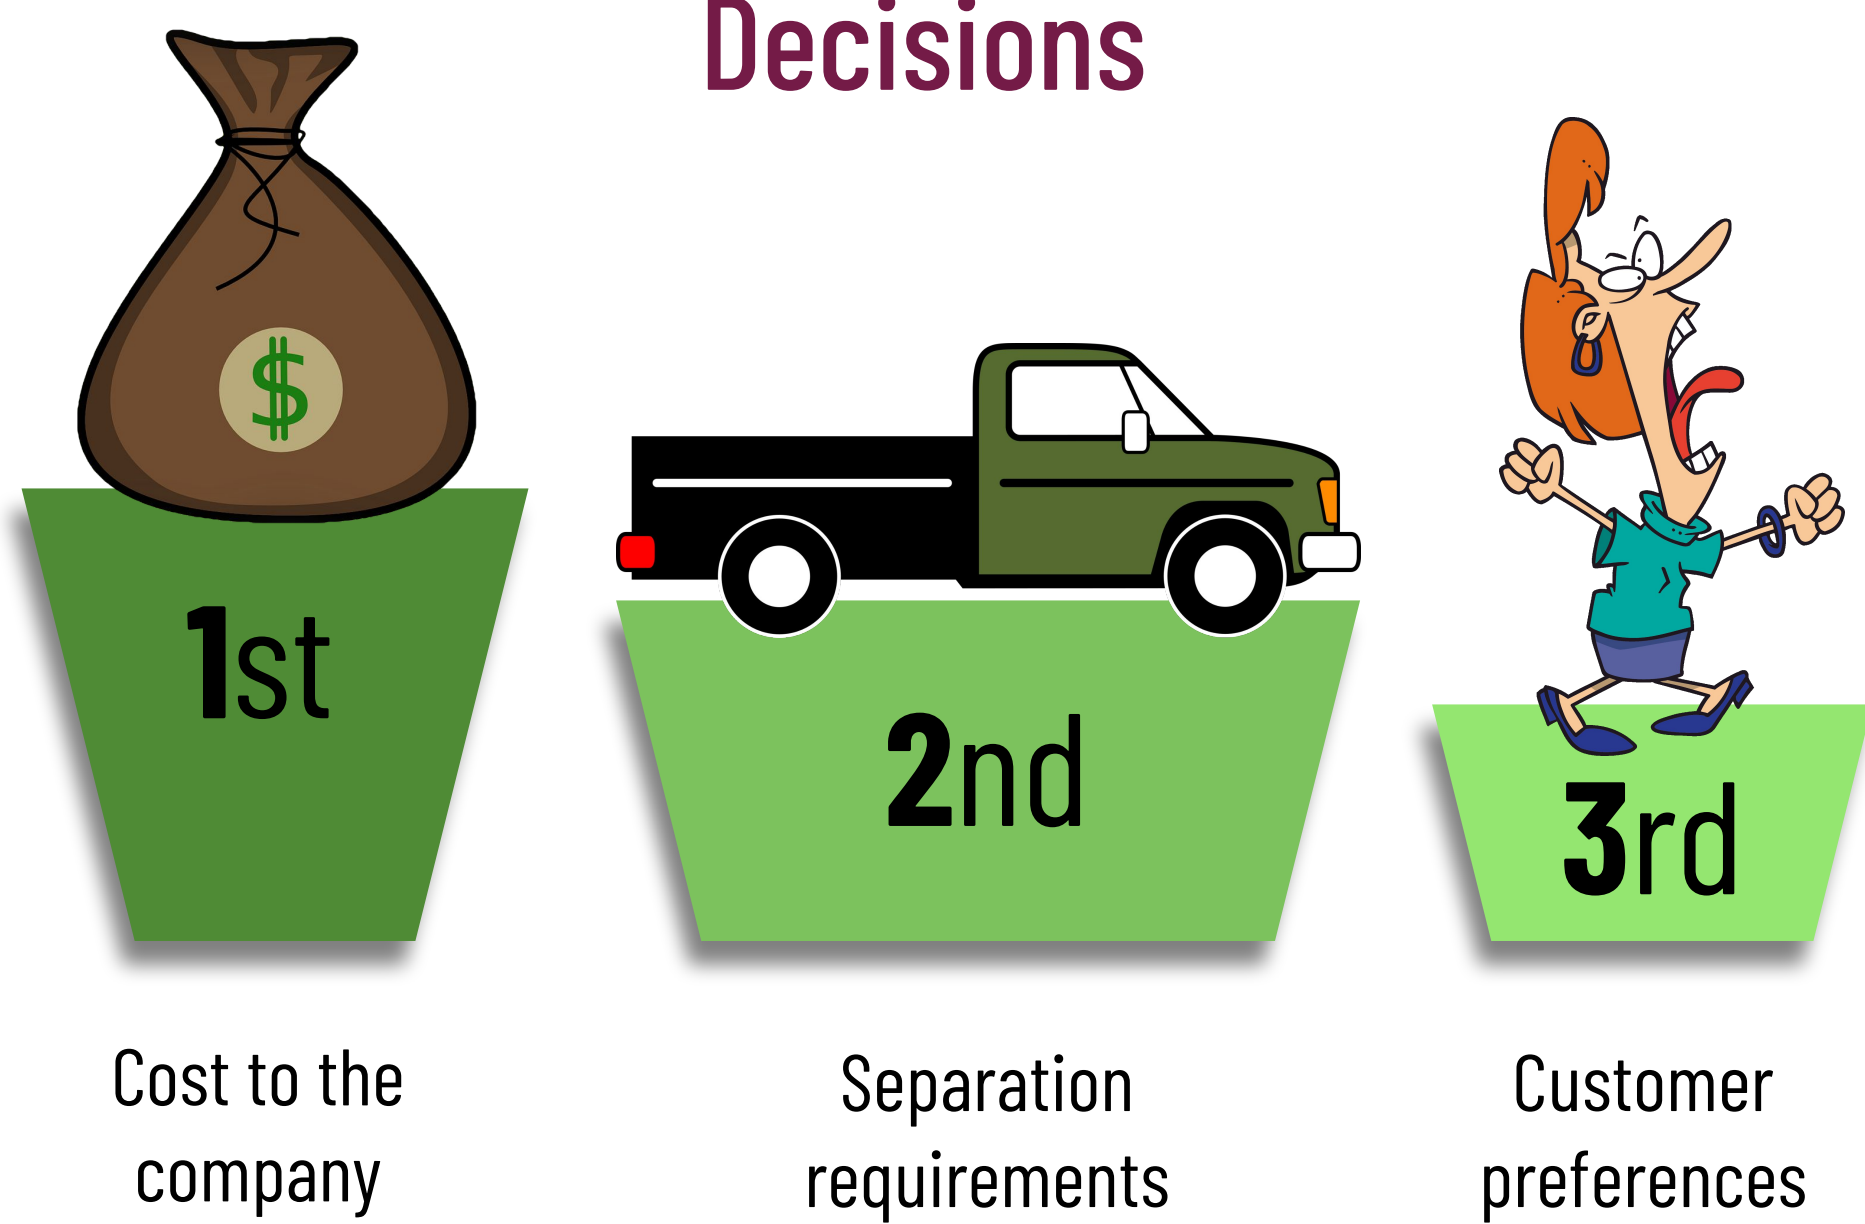 Decisions
$
1st
2nd
3rd
Cost to the
company
Separation
requirements
Customer
preferences